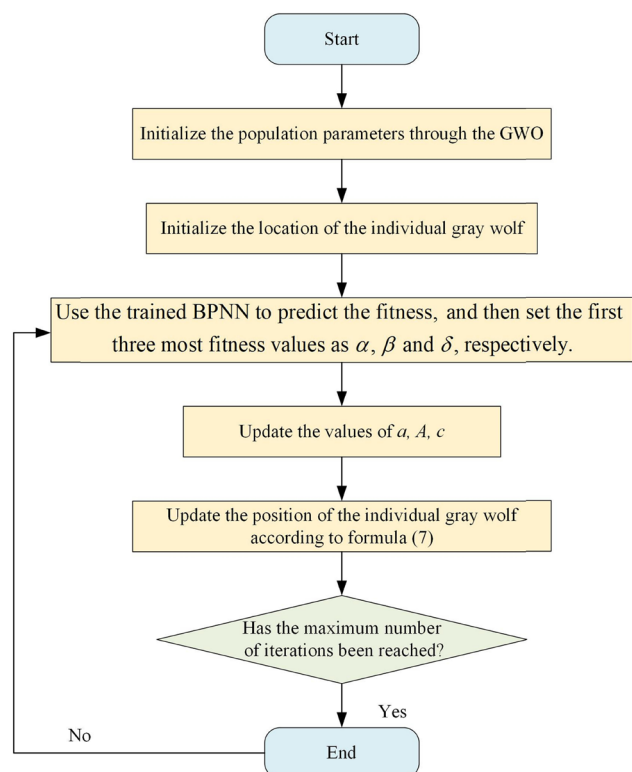 Start
Initialize the population parameters through the GWO
Initialize the location of the individual gray wolf
Use the trained BPNN to predict the fitness, and then set the first
three most fitness values as α, β and δ, respectively.
Update the values of a, A, c
Update the position of the individual gray wolf
according to formula (7)
Has the maximum number
of iterations been reached?
Yes
No
End